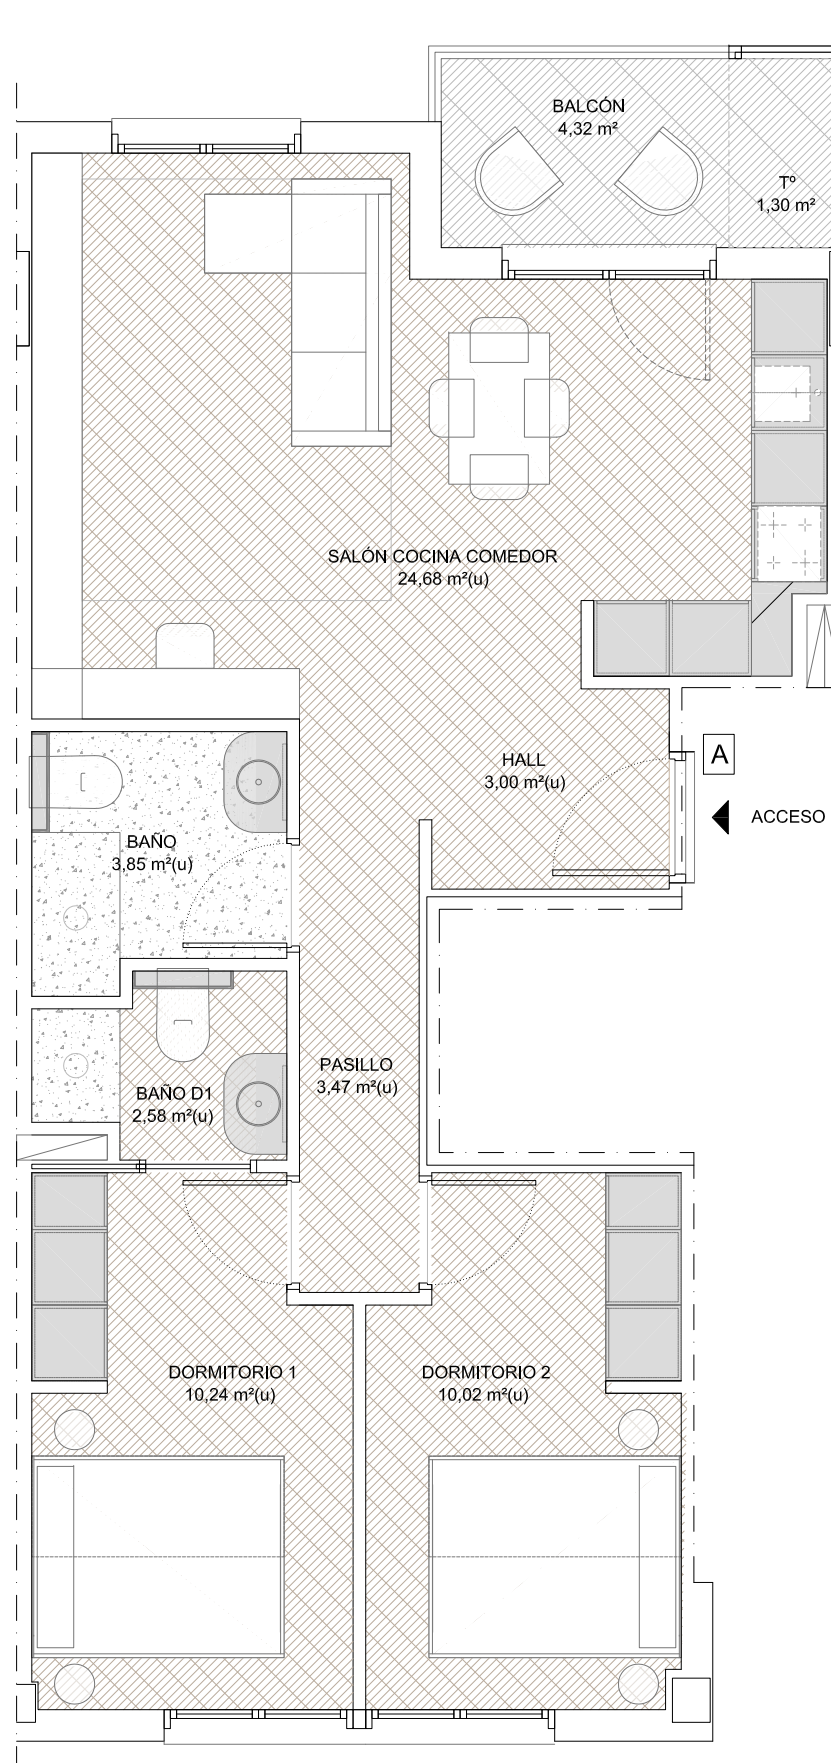 BALCÓN
4,32 m²
Tº
1,30 m²
SALÓN COCINA COMEDOR
24,68 m²(u)
HALL
3,00 m²(u)
A
ACCESO
BAÑO
3,85 m²(u)
PASILLO
3,47 m²(u)
BAÑO D1
2,58 m²(u)
DORMITORIO 1
10,24 m²(u)
DORMITORIO 2
10,02 m²(u)